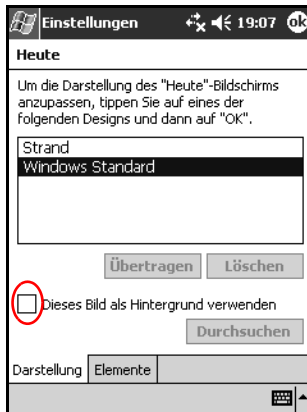 Einstellungen 19:07 ok
Heute
Um die Darstellung des "Heute"-Bildschirms
anzupassen, tippen Sie auf eines der
folgenden Designs und dann auf "OK".
Strand
Windows Standard
Übertragen Löschen
Dieses Bild als Hintergrund verwenden
Durchsuchen
Darstellung Elemente